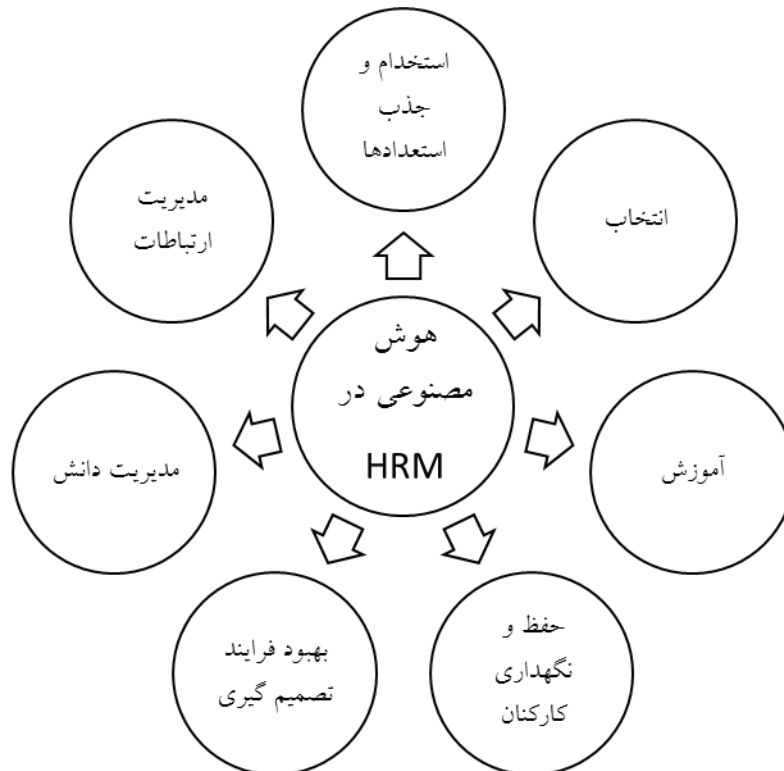 استخدام و
جذب
استعدادها
انتخاب
آموزش
حفظ و
نگهداری
کارکنان
بهبود فرایند
تصمیم گیری
مدیریت دانش
مدیریت
ارتباطات
هوش
مصنوعی در
HRM